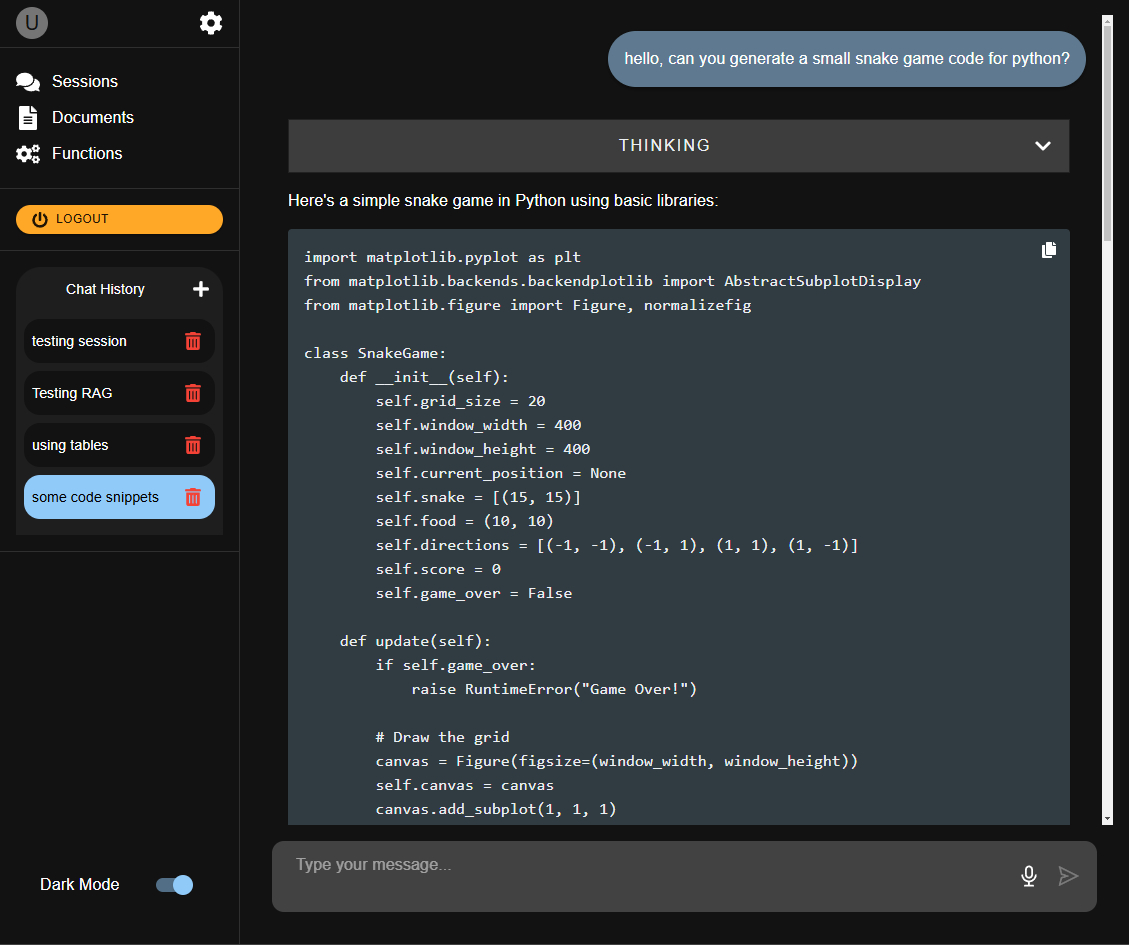 U
Sessions
Documents
Functions
LOGOUT
Chat History
testing session
Testing RAG
using tables
some code snippets
Dark Mode
hello, can you generate a small snake game code for python?
THINKING
Here's a simple snake game in Python using basic libraries:
import matplotlib.pyplot as plt
from matplotlib.backends.backendplotlib import AbstractSubplotDisplay
from matplotlib.figure import Figure, normalizefig

class SnakeGame:
    def __init__(self):
        self.grid_size = 20
        self.window_width = 400
        self.window_height = 400
        self.current_position = None
        self.snake = [(15, 15)]
        self.food = (10, 10)
        self.directions = [(-1, -1), (-1, 1), (1, 1), (1, -1)]
        self.score = 0
        self.game_over = False

    def update(self):
        if self.game_over:
            raise RuntimeError("Game Over!")

        # Draw the grid
        canvas = Figure(figsize=(window_width, window_height))
        self.canvas = canvas
        canvas.add_subplot(1, 1, 1)
Type your message...